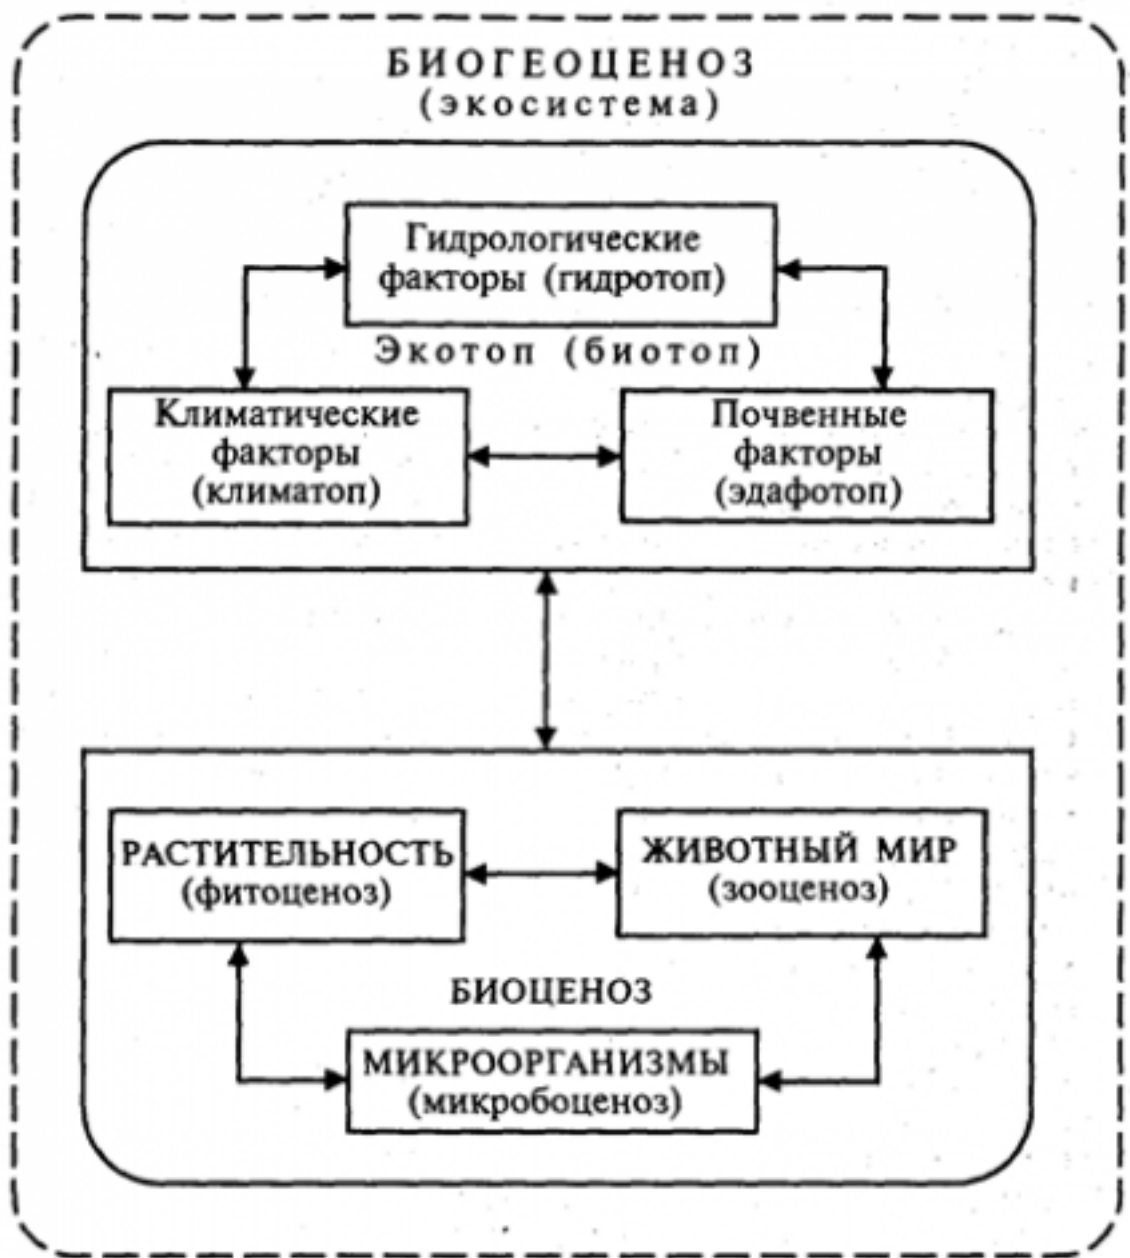 БИОГЕОЦЕНОЗ
(экосистема)
Гидрологические
факторы (гидротоп)
Экотоп (биотоп)
Климатические
факторы
(климатоп)
Почвенные
факторы
(эдафотоп)
РАСТИТЕЛЬНОСТЬ
(фитоценоз)
ЖИВОТНЫЙ МИР
(зооценоз)
БИОЦЕНОЗ
МИКРООРГАНИЗМЫ
(микробоценоз)